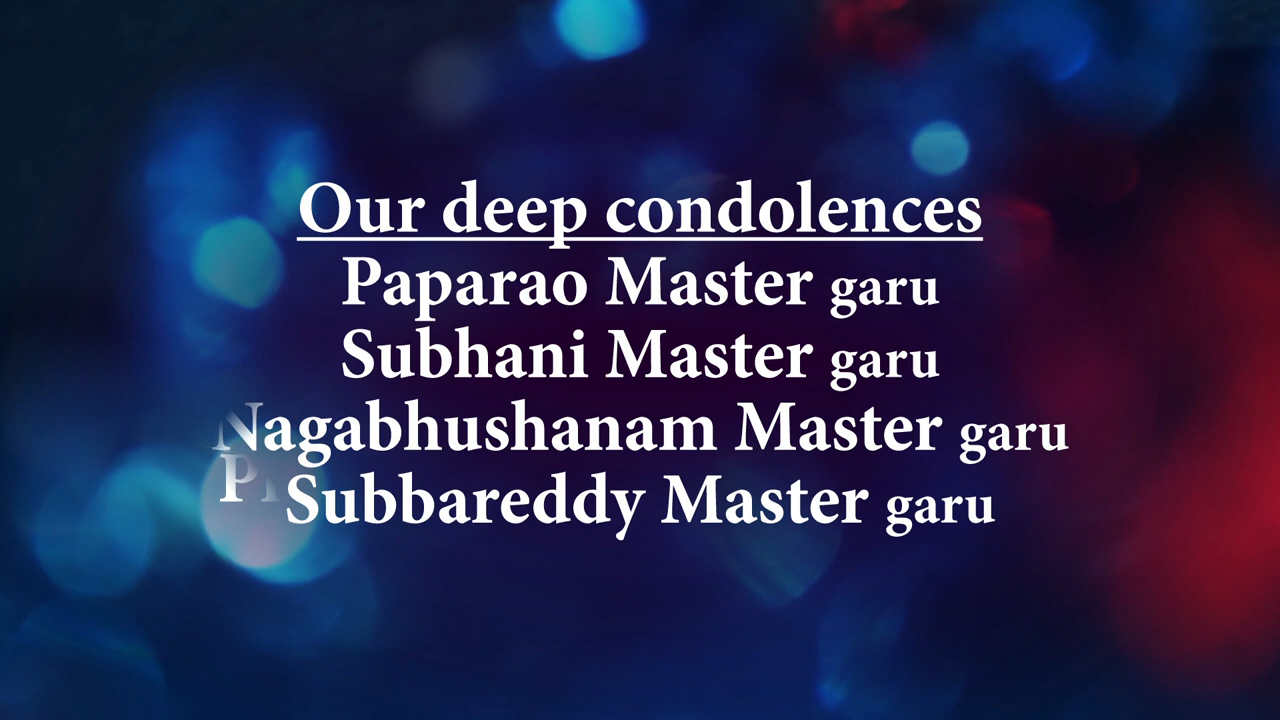 Our deep condolences
Paparao Master garu
Subhani Master garu
Nagabhushanam Master garu
Subbareddy Master garu